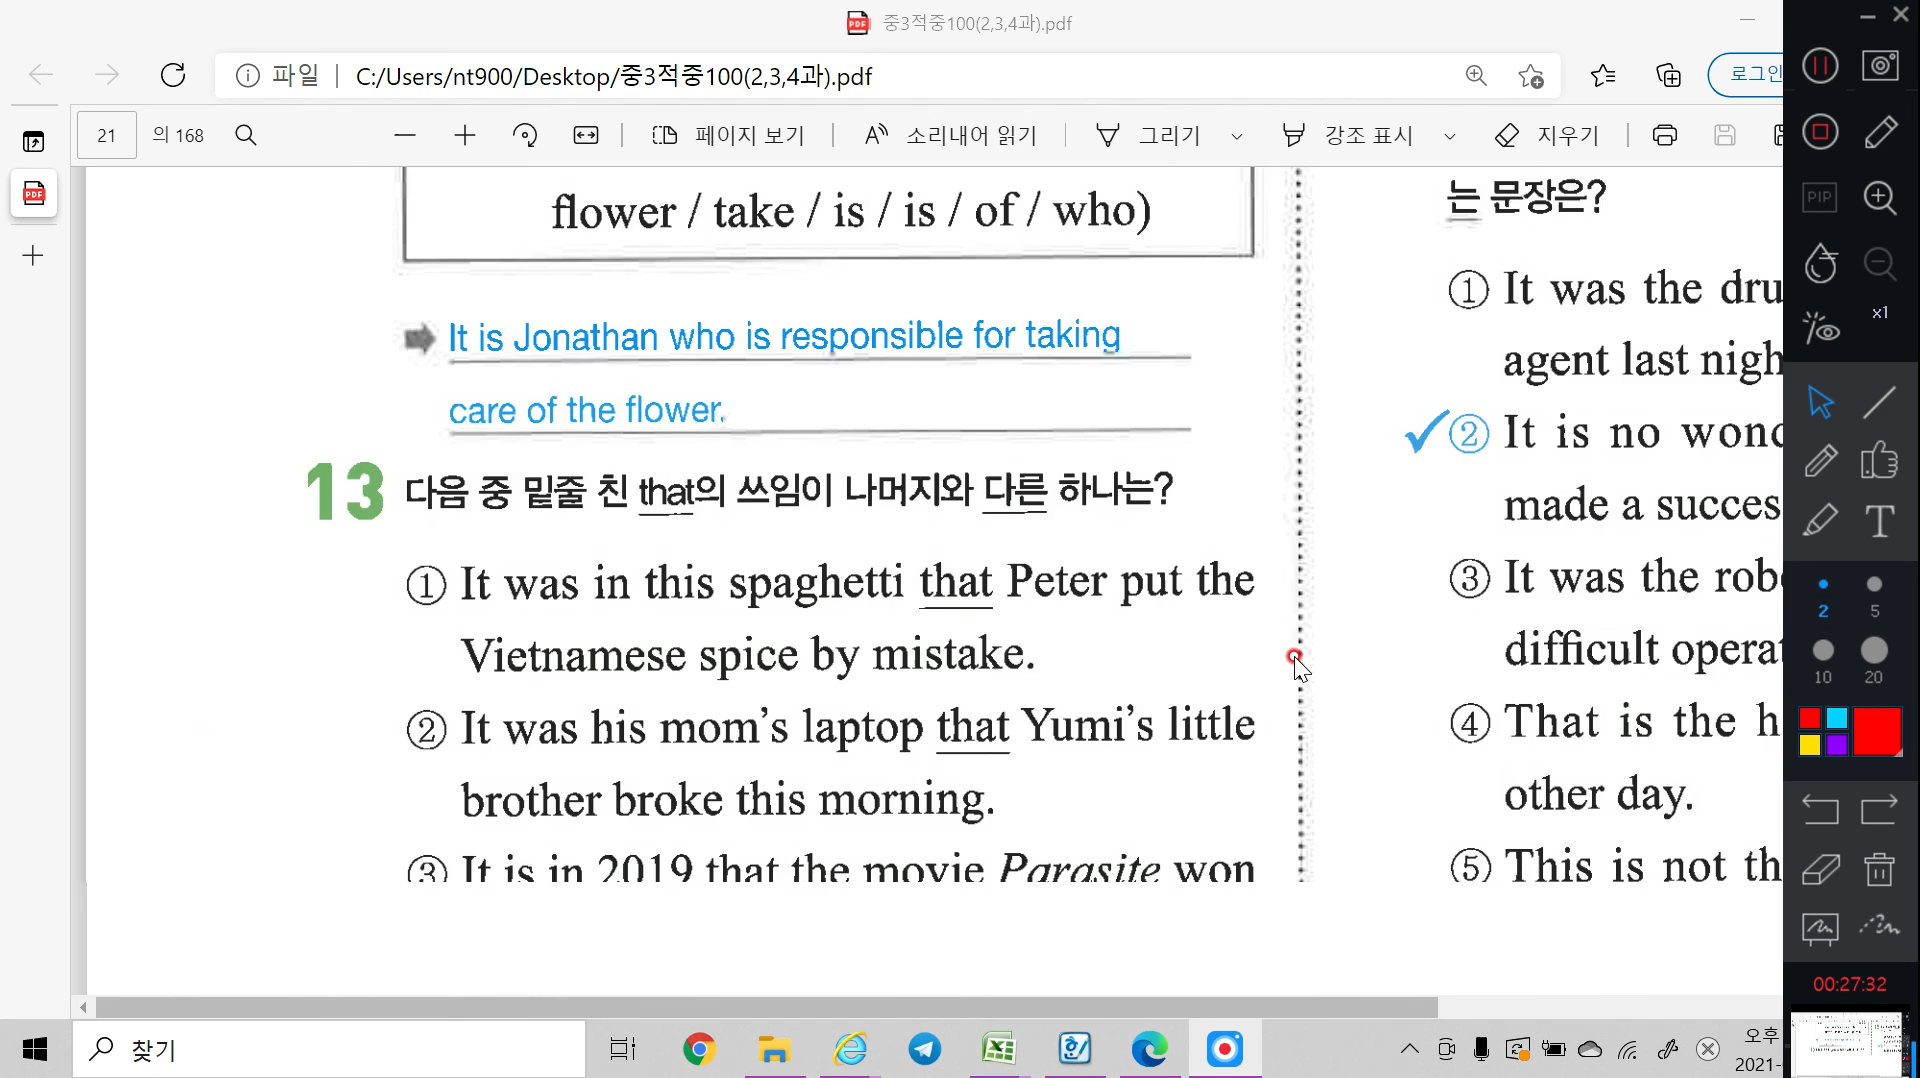 중3적중100(2,3,4과).pdf
파일 | C:/Users/nt900/Desktop/중3적중100(2,3,4과).pdf
로그인
21 의 168
페이지 보기
소리내어 읽기
그리기
강조 표시
지우기
flower / take / is / is / of / who)
It is Jonathan who is responsible for taking
care of the flower.
13 다음 중 밑줄 친 that의 쓰임이 나머지와 다른 하나는?
① It was in this spaghetti that Peter put the
Vietnamese spice by mistake.
② It was his mom's laptop that Yumi's little
brother broke this morning.
③ It is in 2019 that the movie Parasite won
는 문장은?
① It was the dru
agent last nigh
② It is no wond
made a succes
③ It was the rob
difficult opera
④ That is the h
other day.
⑤ This is not th
PIP
x1
T
2 5
10 20
00:27:32
찾기
오후
2021-